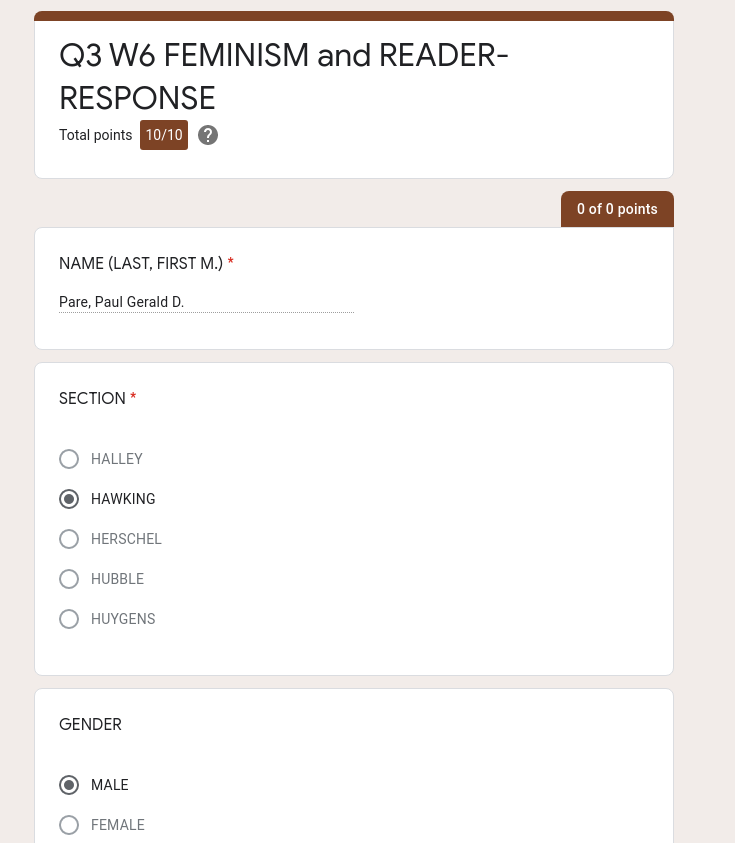 Q3 W6 FEMINISM and READER-
RESPONSE
Total points 10/10 ?
0 of 0 points
NAME (LAST, FIRST M.) *
Pare, Paul Gerald D.
SECTION *
HALLEY
HAWKING
HERSCHEL
HUBBLE
HUYGENS
GENDER
MALE
FEMALE